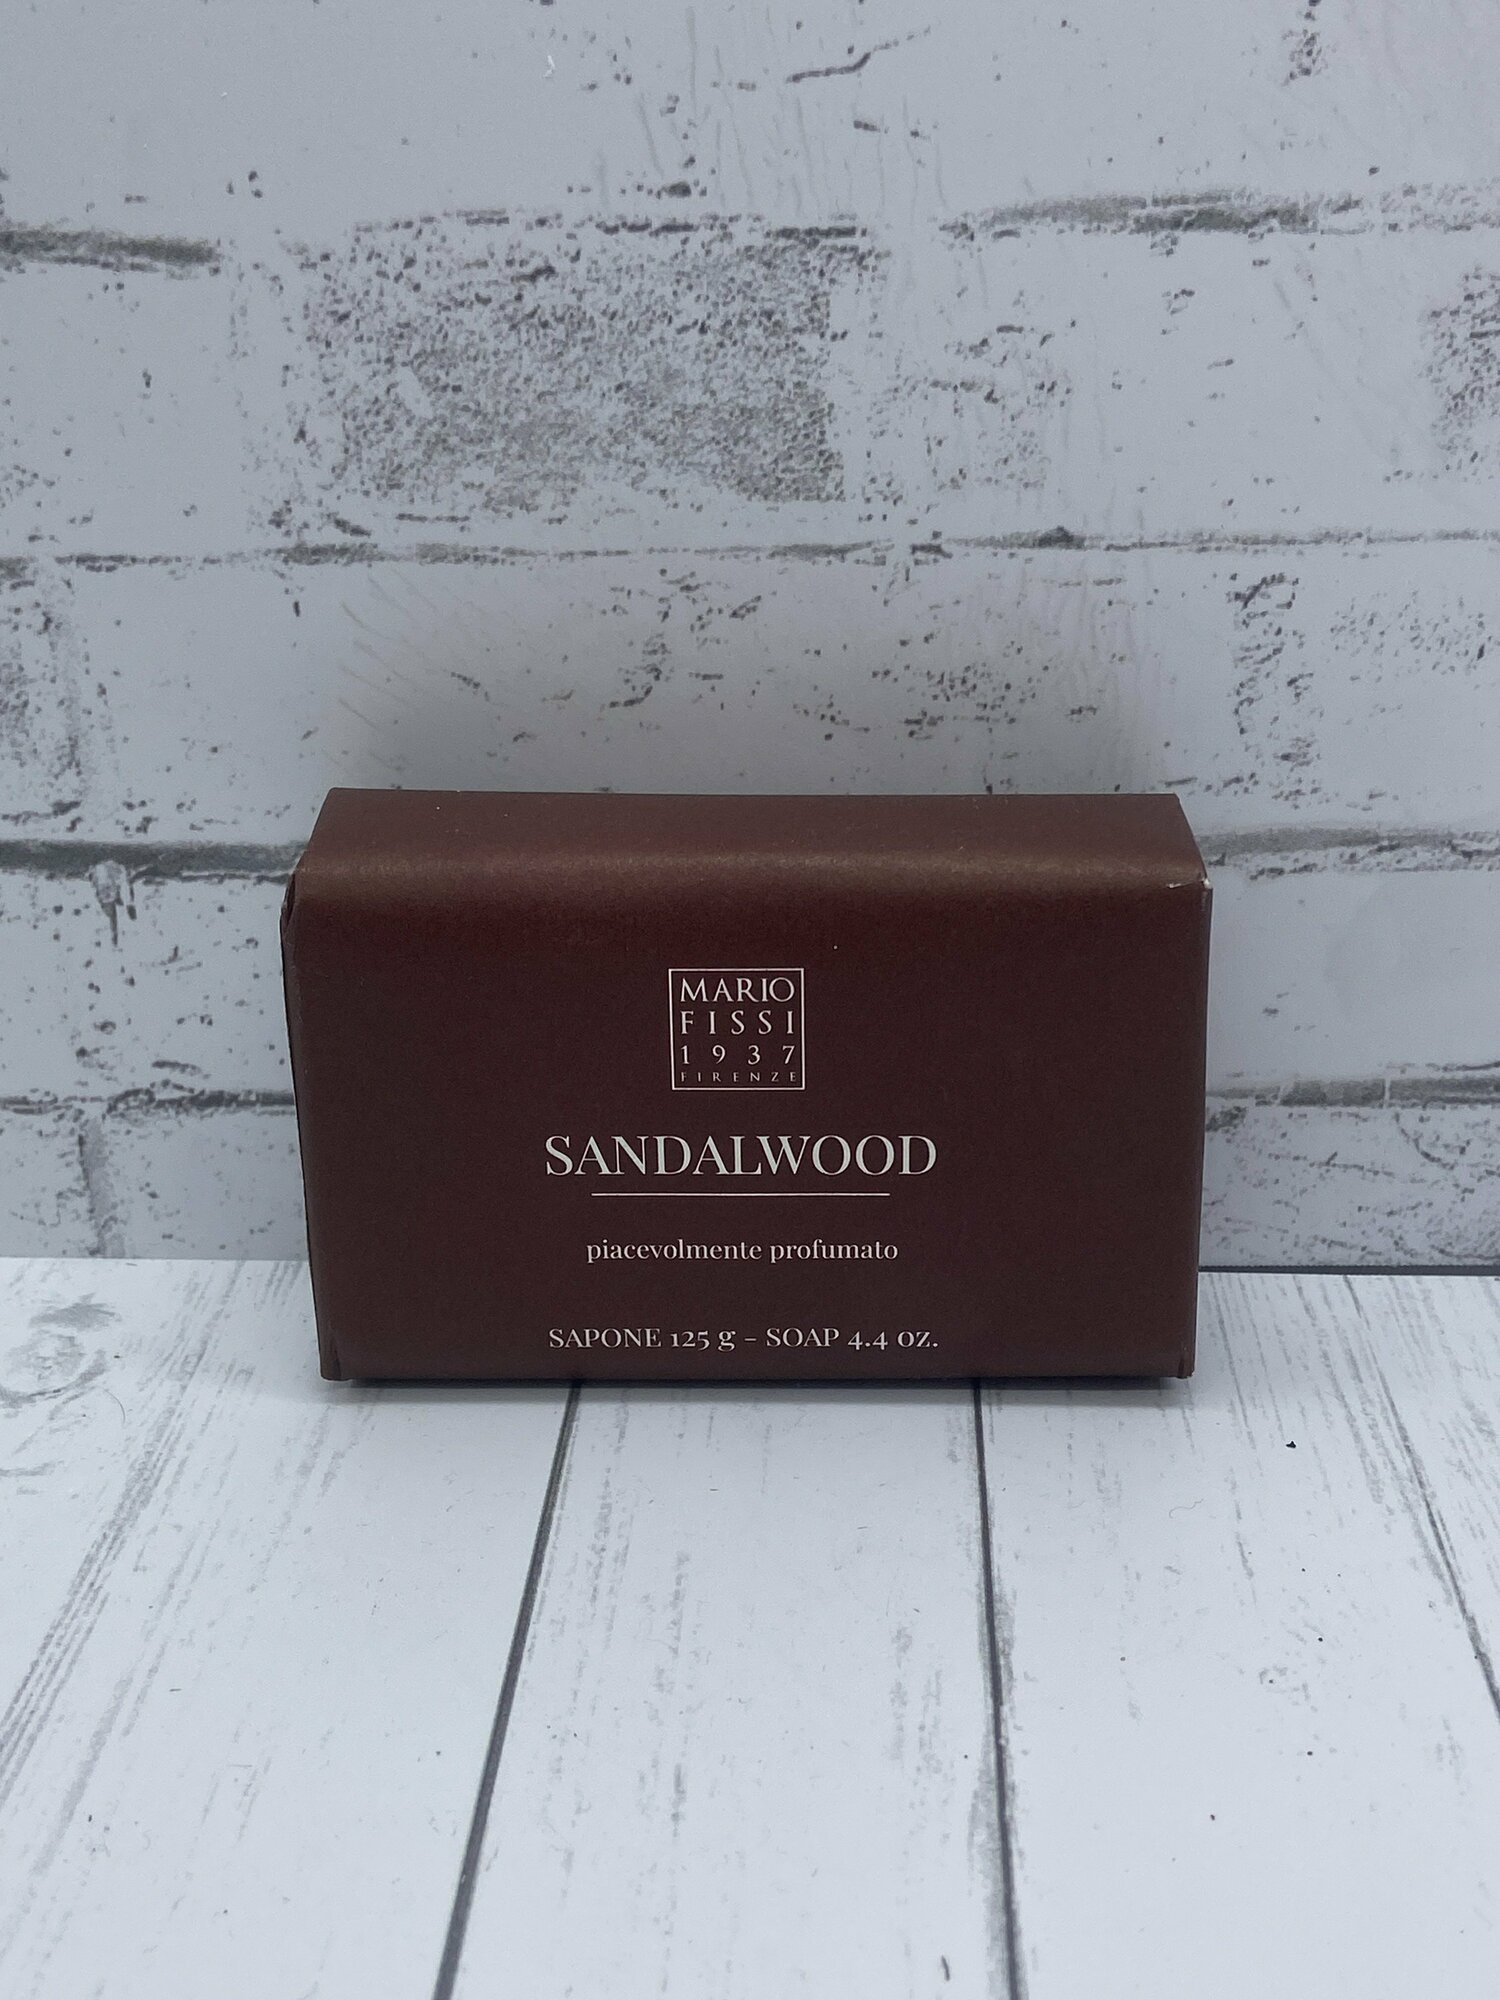 MARIO
FISSI
1937
FIRENZE
SANDALWOOD
piacevolmente profumato
SAPONE 125 g - SOAP 4.4 oz.